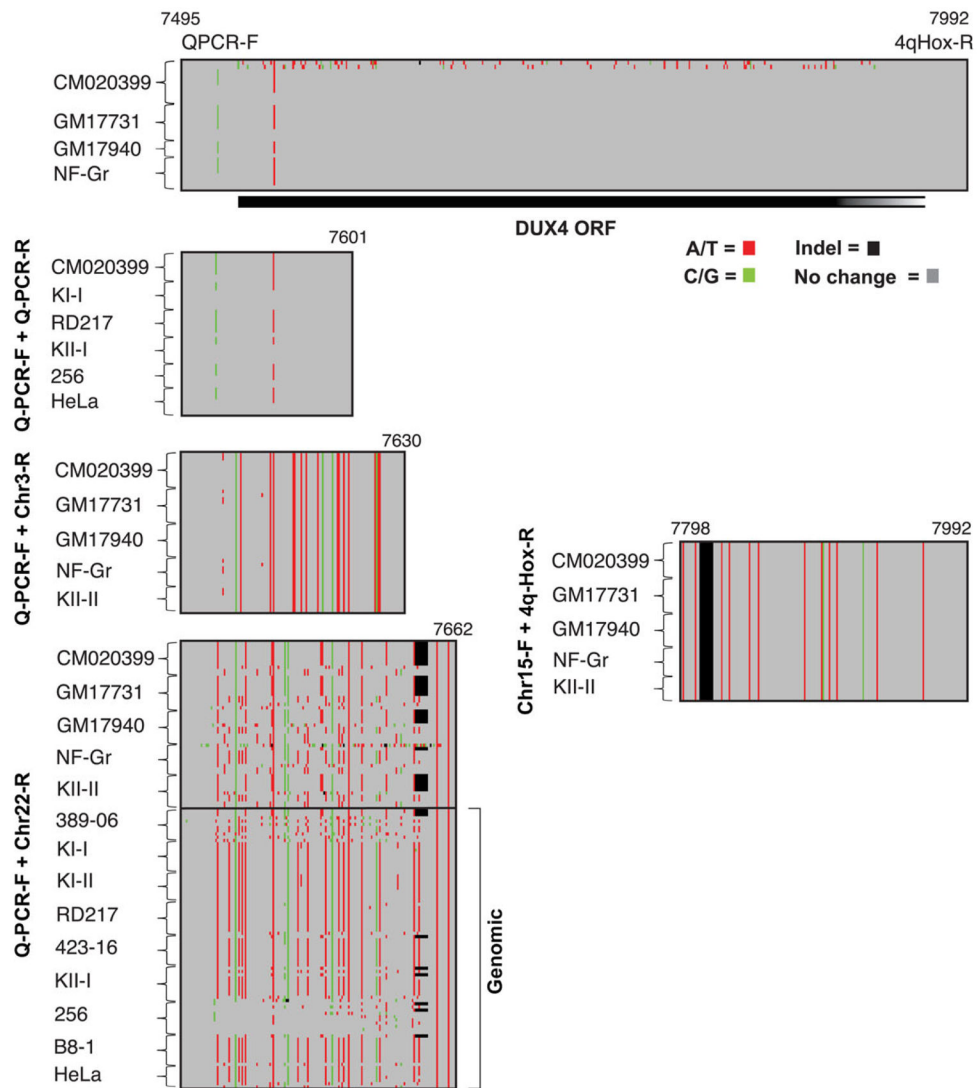 7495 7992
QPCR-F 4qHox-R
CM020399
GM17731
GM17940
NF-Gr
DUX4 ORF
A/T = Indel =
C/G = No change =
Q-PCR-F + Q-PCR-R
7601
CM020399
KI-I
RD217
KII-I
256
HeLa
Q-PCR-F + Chr3-R
7630
CM020399
GM17731
GM17940
NF-Gr
KII-II
Chr15-F + 4q-Hox-R
7798 7992
CM020399
GM17731
GM17940
NF-Gr
KII-II
Q-PCR-F + Chr22-R
7662
CM020399
GM17731
GM17940
NF-Gr
KII-II
389-06
KI-I
KI-II
RD217
423-16
KII-I
256
B8-1
HeLa
Genomic